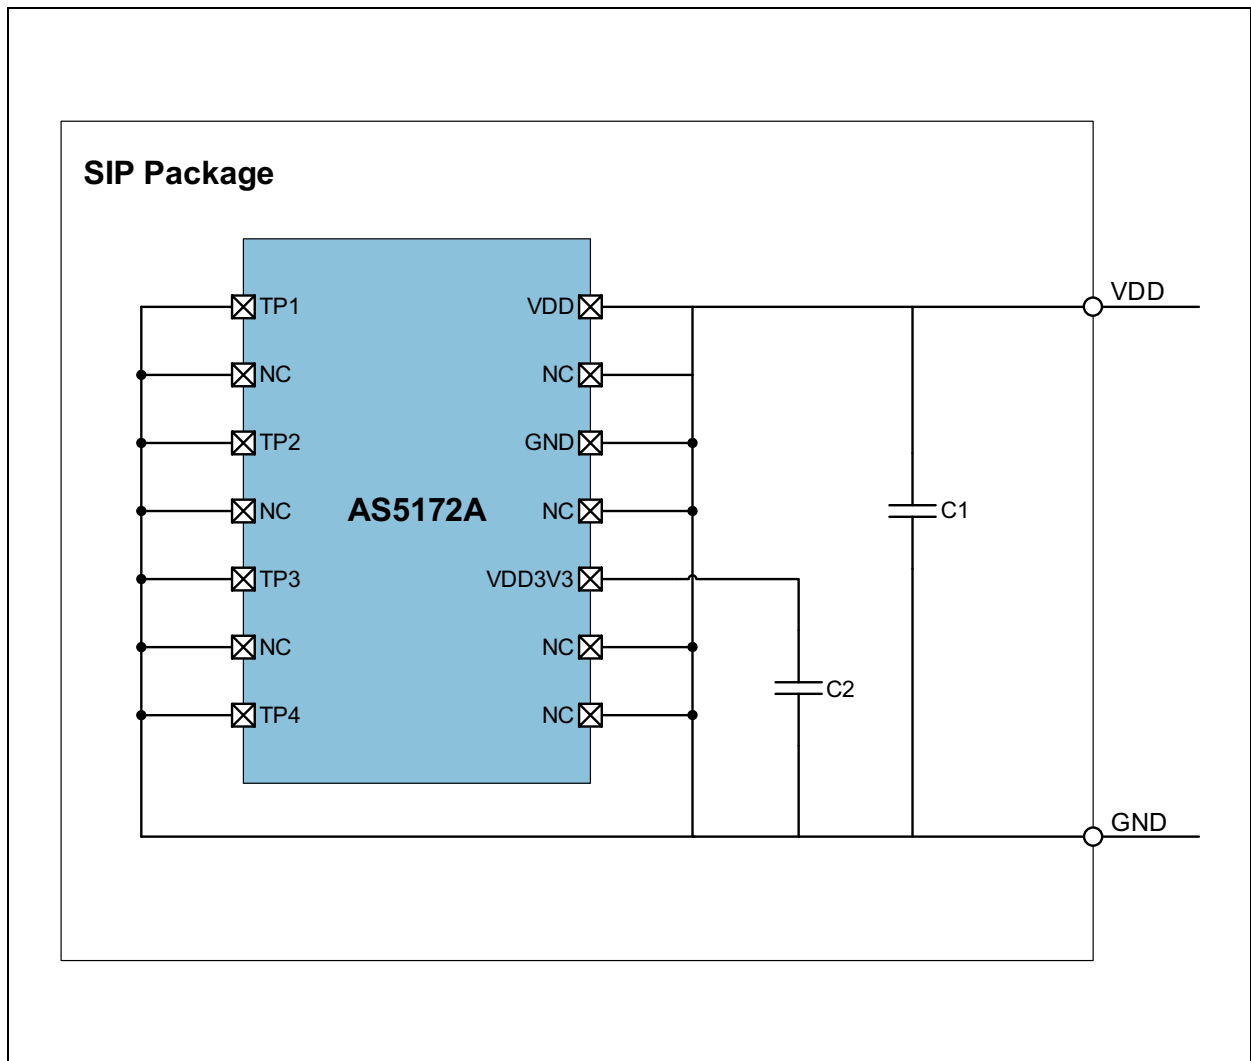 SIP Package
TP1
VDD
VDD
NC
NC
TP2
GND
NC
AS5172A
NC
C1
TP3
VDD3V3
NC
NC
C2
TP4
NC
GND